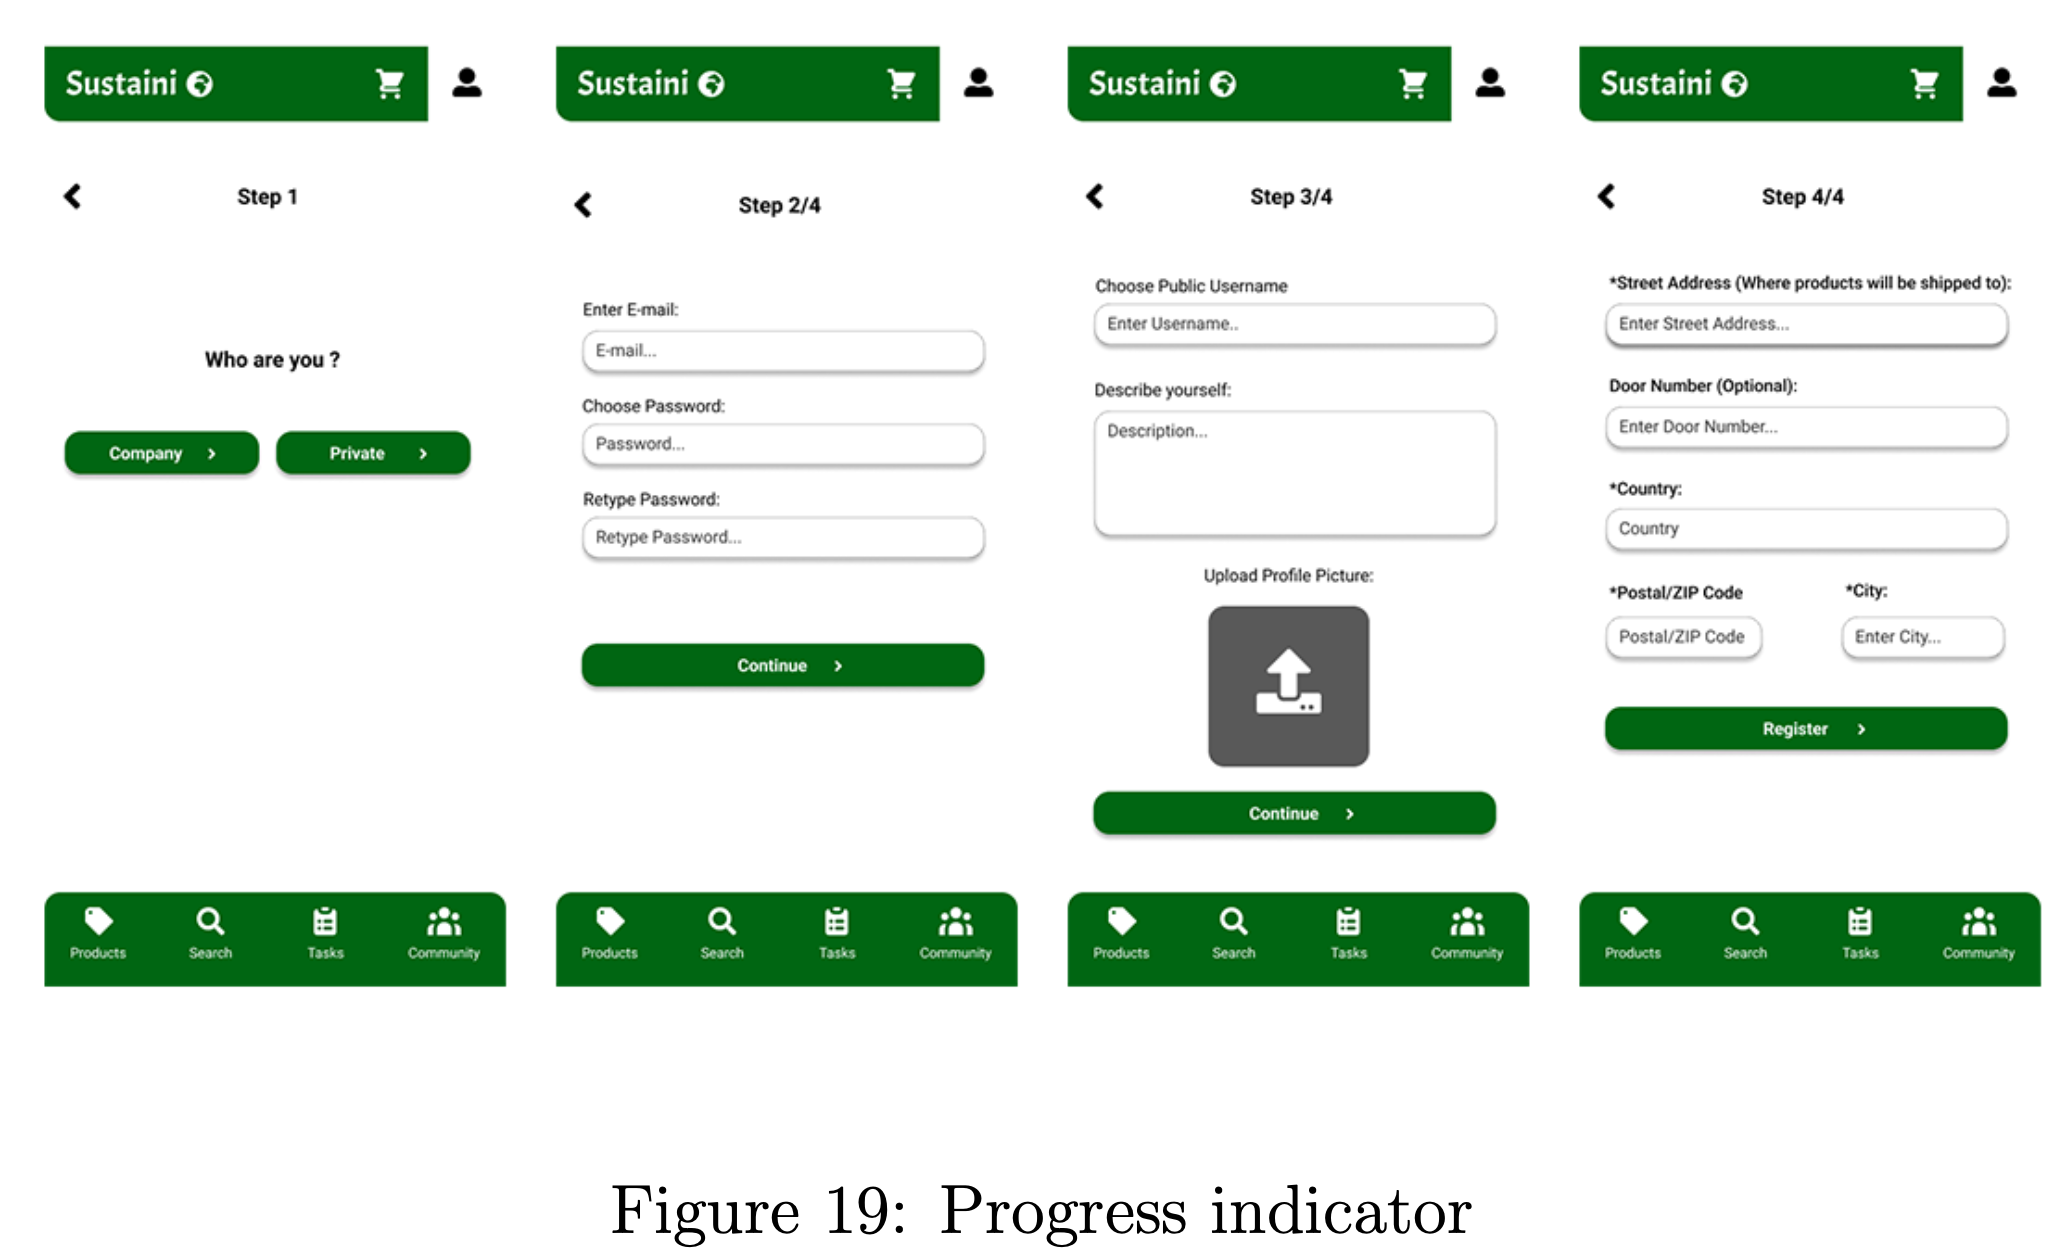 Sustaini
Step 1
Who are you ?
Company
Private
Products
Search
Tasks
Community
Sustaini
Step 2/4
Enter E-mail:
E-mail...
Choose Password:
Password...
Retype Password:
Retype Password...
Continue
Products
Search
Tasks
Community
Sustaini
Step 3/4
Choose Public Username
Enter Username..
Describe yourself:
Description...
Upload Profile Picture:
Continue
Products
Search
Tasks
Community
Sustaini
Step 4/4
*Street Address (Where products will be shipped to):
Enter Street Address...
Door Number (Optional):
Enter Door Number...
*Country:
Country
*Postal/ZIP Code
*City:
Postal/ZIP Code
Enter City...
Register
Products
Search
Tasks
Community
Figure 19: Progress indicator